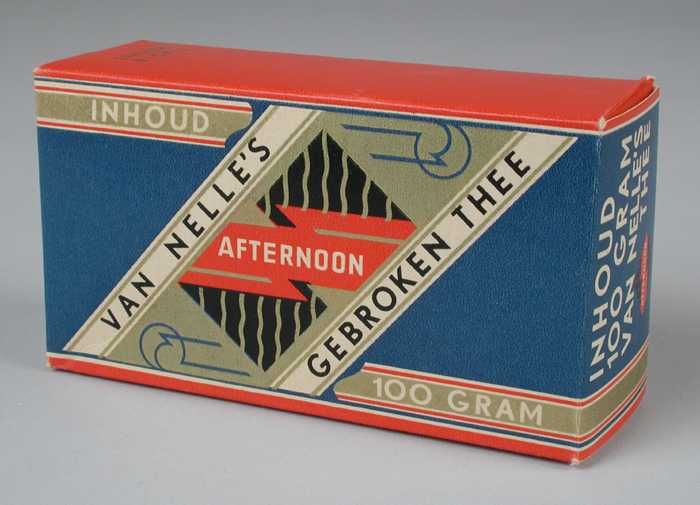 INHOUD
VAN NELLE'S
AFTERNOON
GEBROKEN THEE
100 GRAM
INHOUD
100 GRAM
VAN NELLE'S
THEE